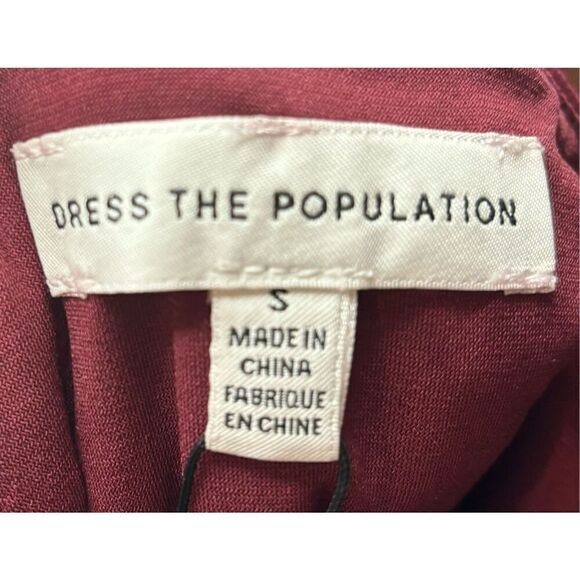 DRESS THE POPULATION
S
MADE IN
CHINA
FABRIQUE
EN CHINE